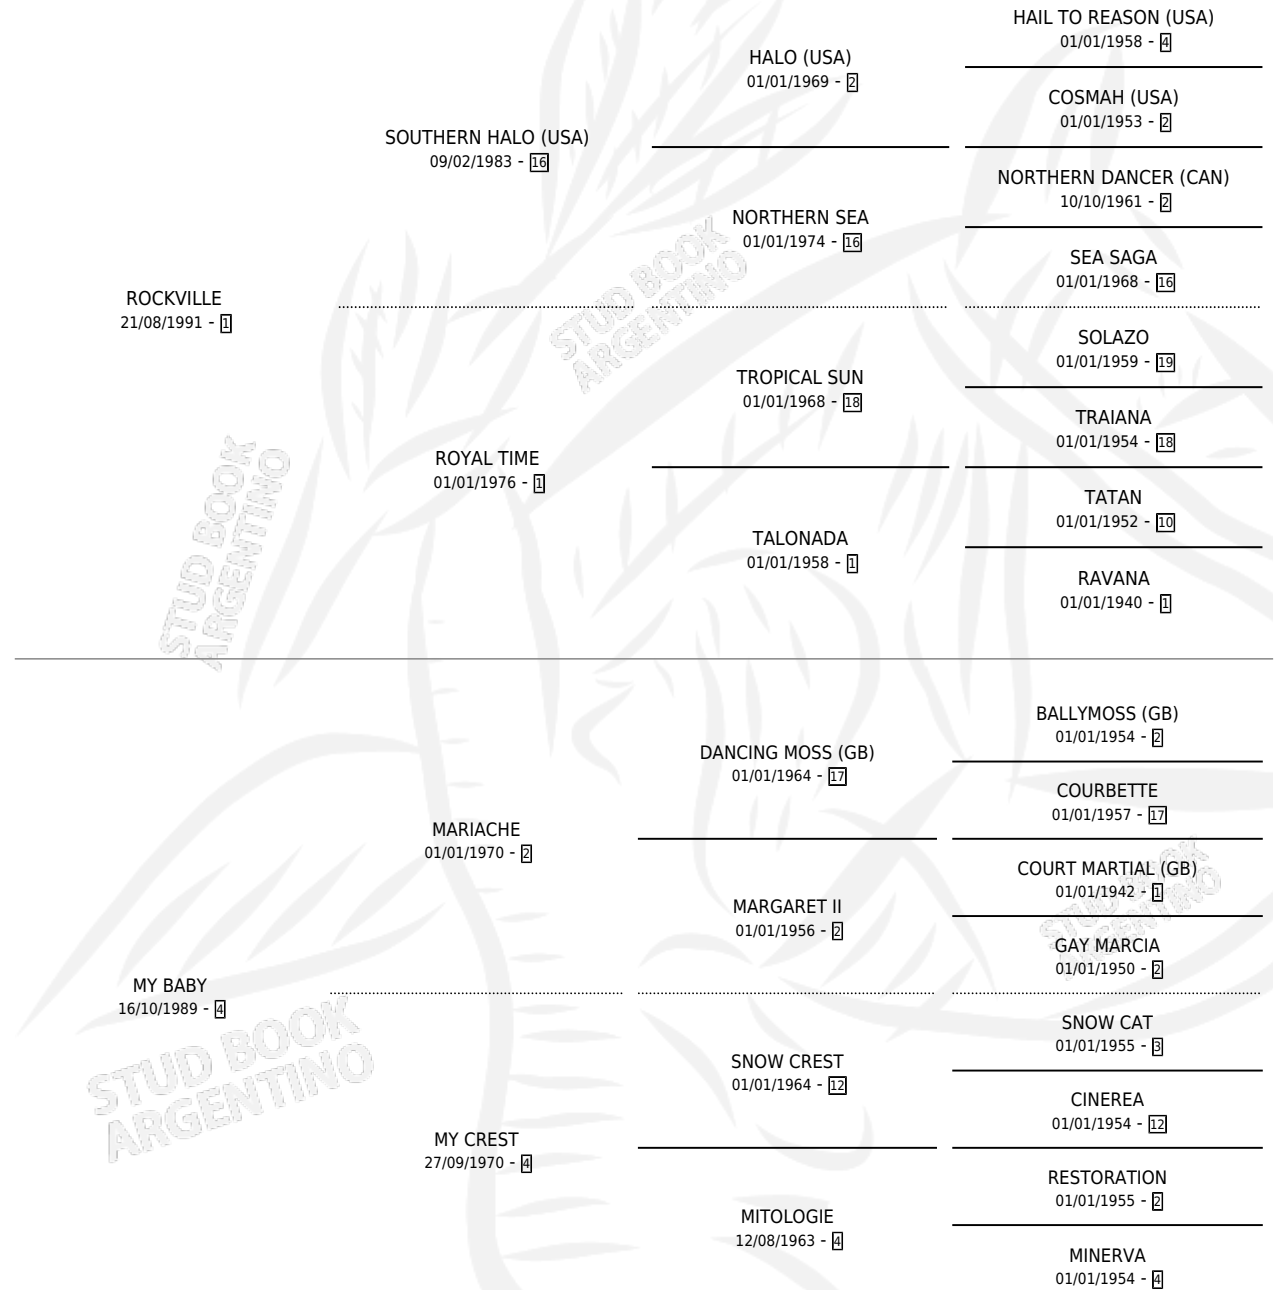 HAIL TO REASON (USA)
01/01/1958 - 4
HALO (USA)
01/01/1969 - 2
COSMAH (USA)
01/01/1953 - 2
SOUTHERN HALO (USA)
09/02/1983 - 16
NORTHERN DANCER (CAN)
10/10/1961 - 2
NORTHERN SEA
01/01/1974 - 16
SEA SAGA
01/01/1968 - 16
ROCKVILLE
21/08/1991 - 1
SOLAZO
01/01/1959 - 19
TROPICAL SUN
01/01/1968 - 18
TRAIANA
01/01/1954 - 18
ROYAL TIME
01/01/1976 - 1
TATAN
01/01/1952 - 10
TALONADA
01/01/1958 - 1
RAVANA
01/01/1940 - 1
BALLYMOSS (GB)
01/01/1954 - 2
DANCING MOSS (GB)
01/01/1964 - 17
COURBETTE
01/01/1957 - 17
MARIACHE
01/01/1970 - 2
COURT MARTIAL (GB)
01/01/1942 - 1
MARGARET II
01/01/1956 - 2
GAY MARCIA
01/01/1950 - 2
MY BABY
16/10/1989 - 4
SNOW CAT
01/01/1955 - 3
SNOW CREST
01/01/1964 - 12
CINEREA
01/01/1954 - 12
MY CREST
27/09/1970 - 4
RESTORATION
01/01/1955 - 2
MITOLOGIE
12/08/1963 - 4
MINERVA
01/01/1954 - 4
STUD BOOK
ARGENTINO
STUD BOOK
ARGENTINO
STUD BOOK
ARGENTINO
STUD BOOK
ARGENTINO